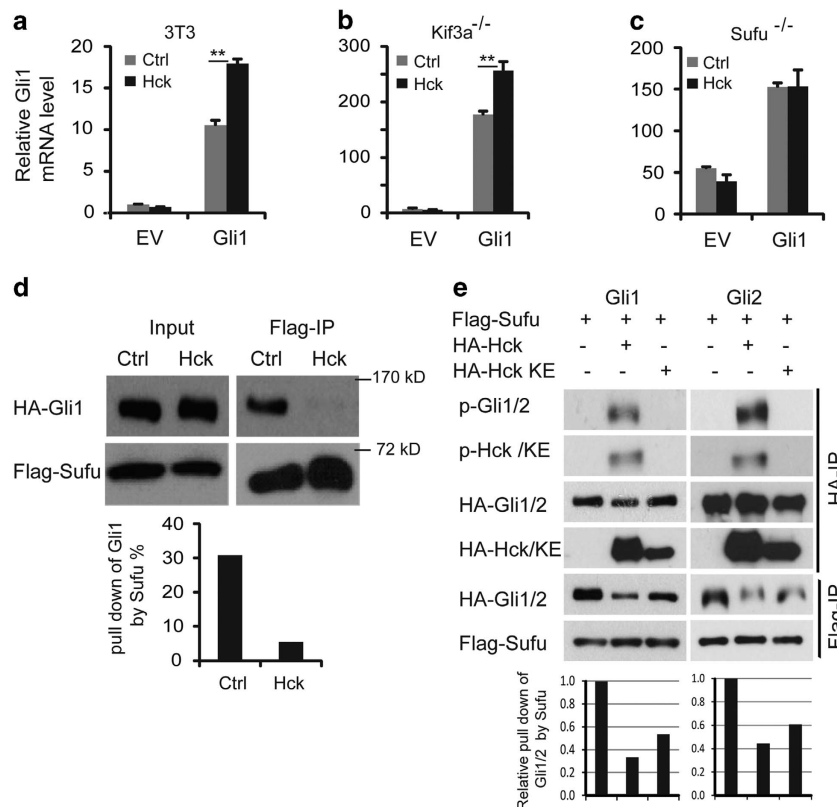 a
3T3
Relative Gli1
mRNA level
20
15
10
5
0
Ctrl
Hck
**
EV Gli1
b
Kif3a-/-
300
200
100
0
Ctrl
Hck
**
EV Gli1
c
Sufu -/-
200
150
100
50
0
Ctrl
Hck
EV Gli1
d
Input Flag-IP
Ctrl Hck Ctrl Hck
170 kD
HA-Gli1
72 kD
Flag-Sufu
pull down of Gli1
by Sufu %
40
30
20
10
0
Ctrl Hck
e
Gli1 Gli2
Flag-Sufu + + + + + +
HA-Hck - + - - + -
HA-Hck KE - - + - - +
p-Gli1/2
p-Hck /KE
HA-Gli1/2
HA-Hck/KE
HA-IP
HA-Gli1/2
Flag-Sufu
Flag-IP
Relative pull down of
Gli1/2 by Sufu
1.0
0.8
0.6
0.4
0.2
0.0
1.0
0.8
0.6
0.4
0.2
0.0